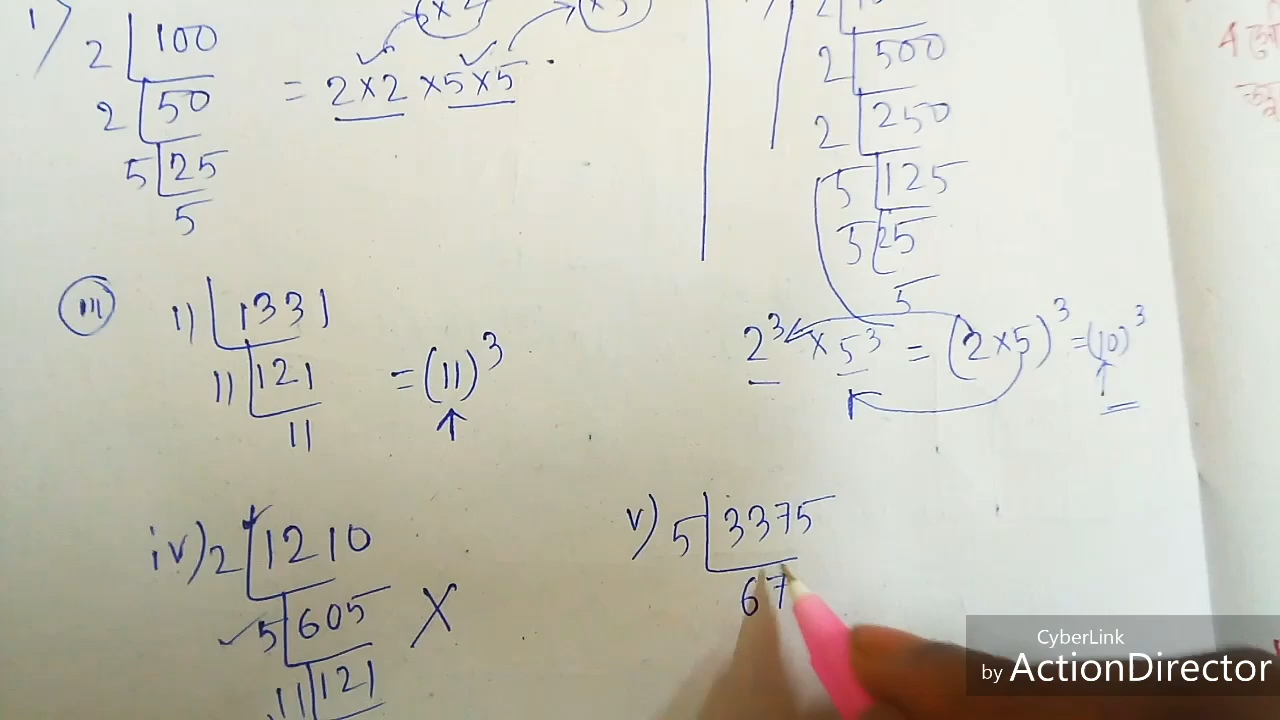 i) 2 | 100
2 | 50
5 | 25
5
= 2 × 2 × 5 × 5
2 | 500
2 | 250
5 | 125
5 | 25
5
2³ × 5³ = (2 × 5)³ = (10)³
iii 11 | 1331
11 | 121
11
= (11)³
iv) 2 | 1210
5 | 605 X
11 | 121
v) 5 | 3375
67
CyberLink
by ActionDirector